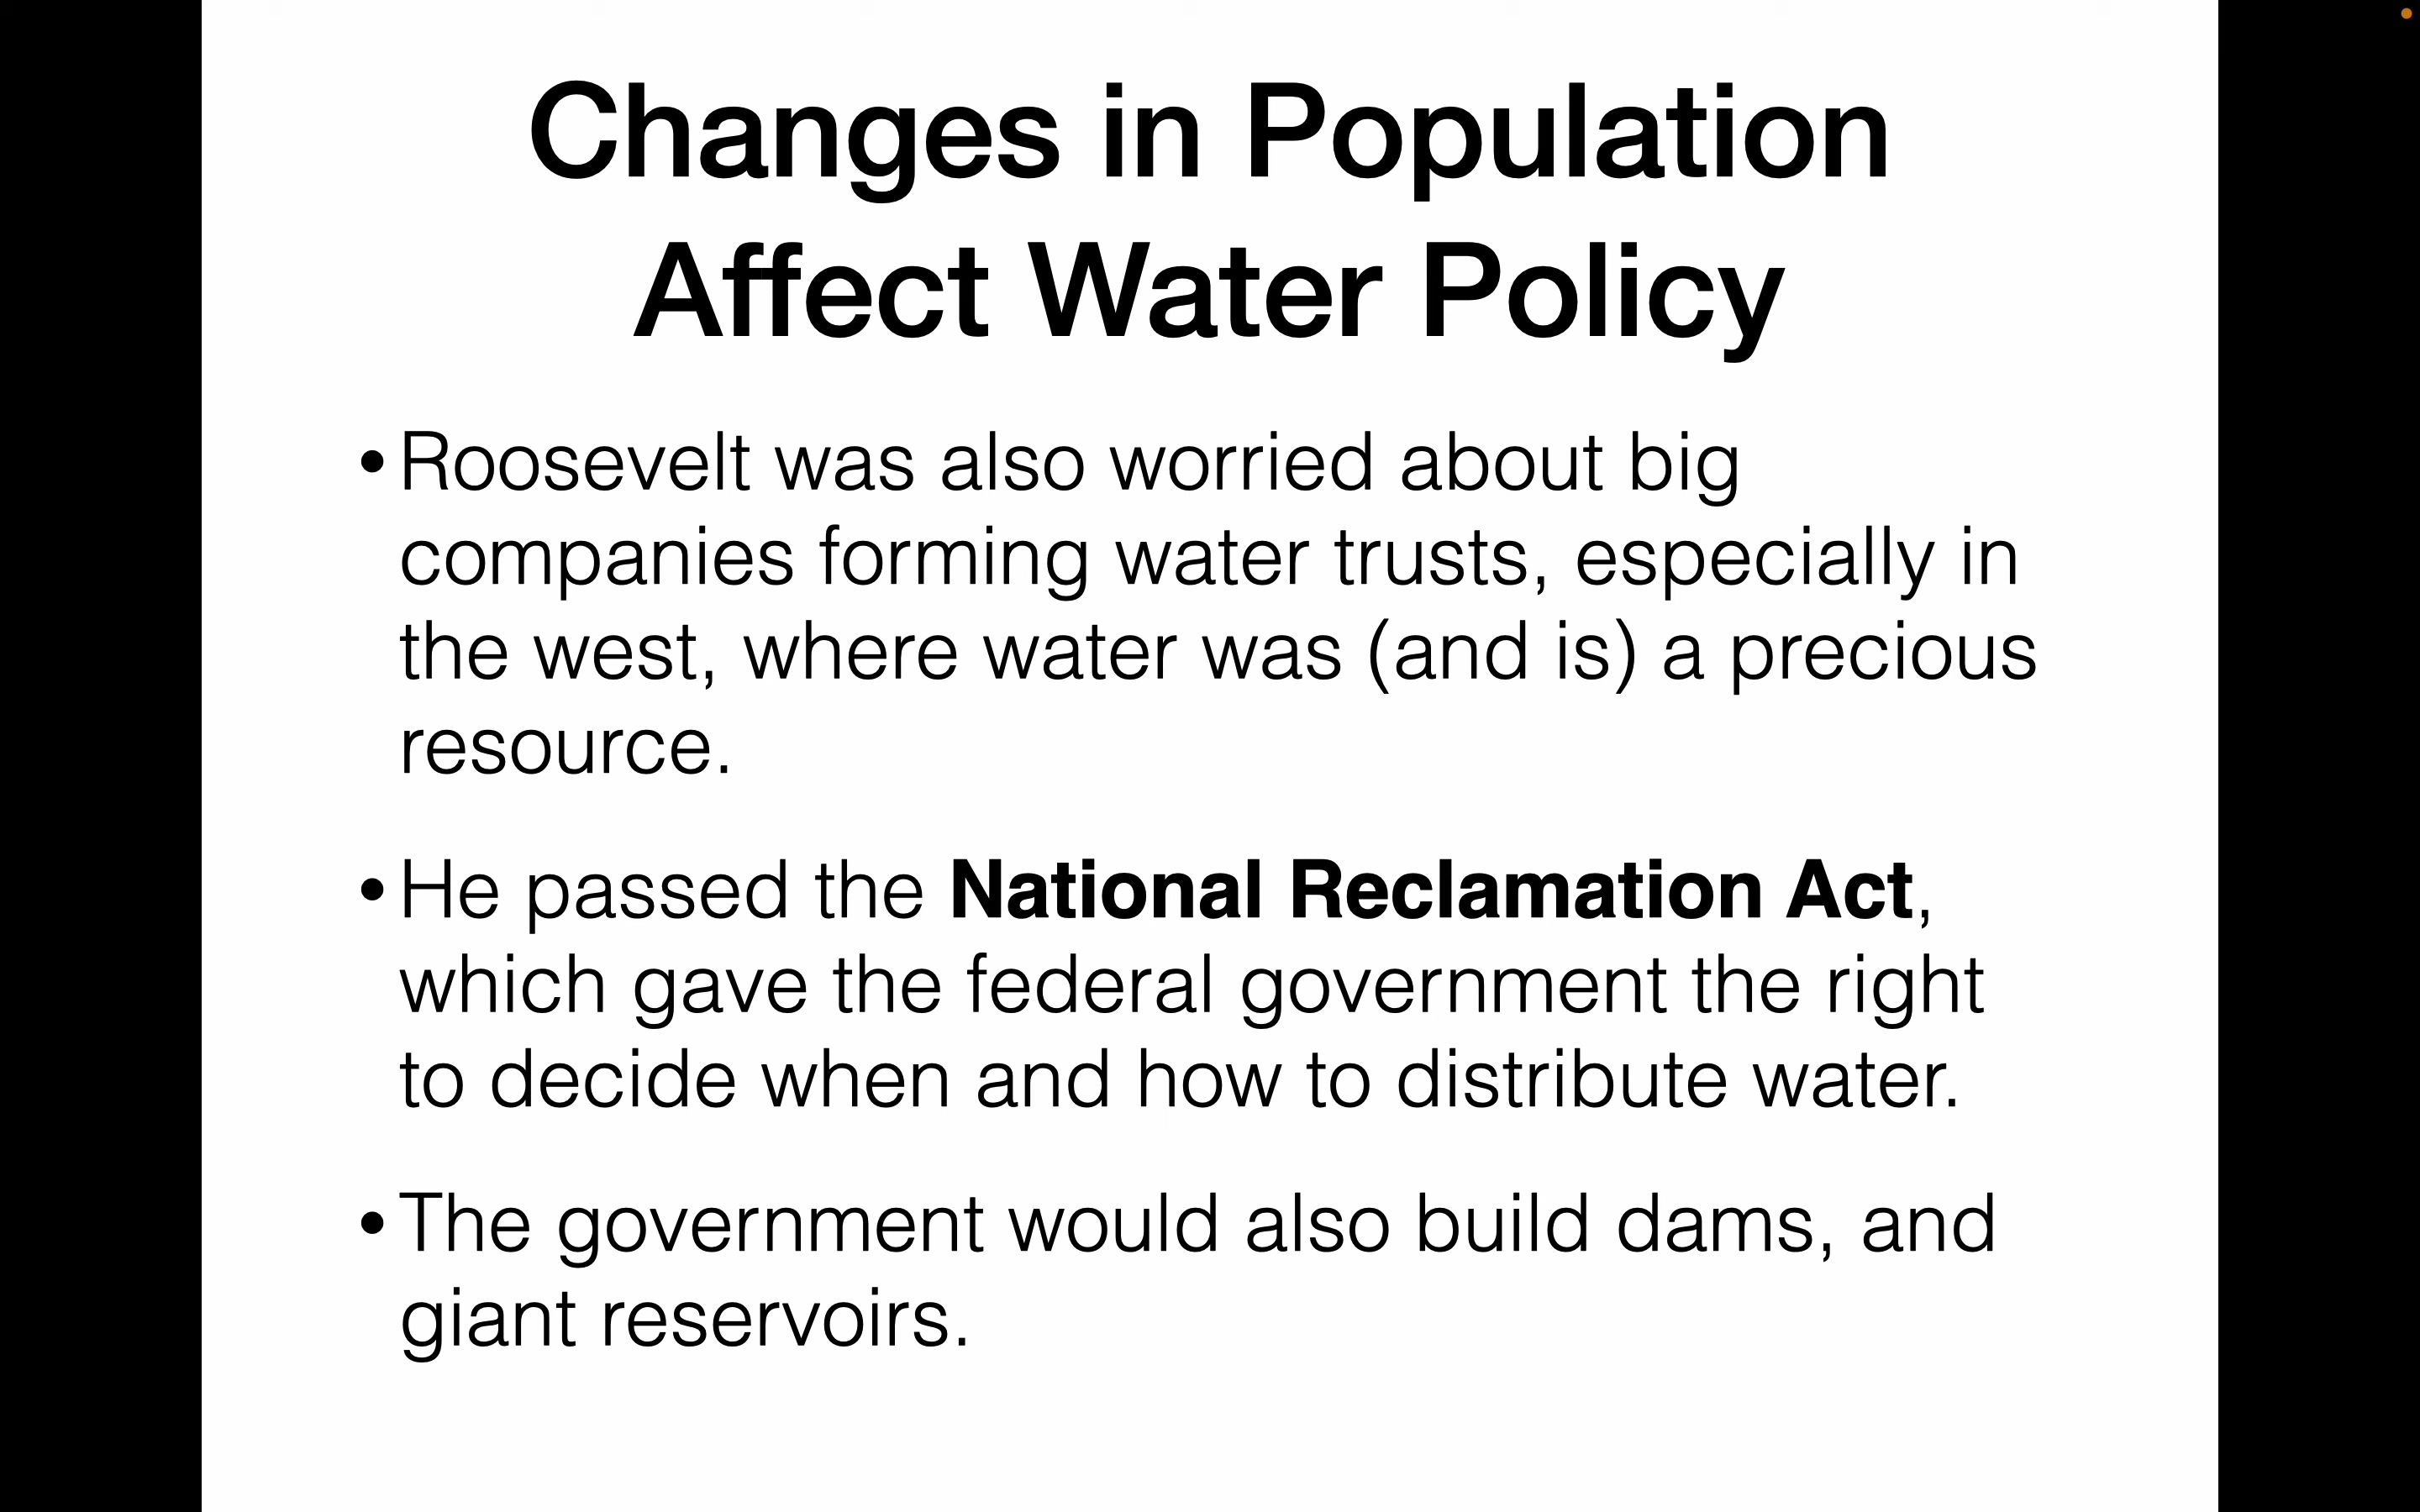 Changes in Population
Affect Water Policy
• Roosevelt was also worried about big
companies forming water trusts, especially in
the west, where water was (and is) a precious
resource.
• He passed the National Reclamation Act,
which gave the federal government the right
to decide when and how to distribute water.
• The government would also build dams, and
giant reservoirs.